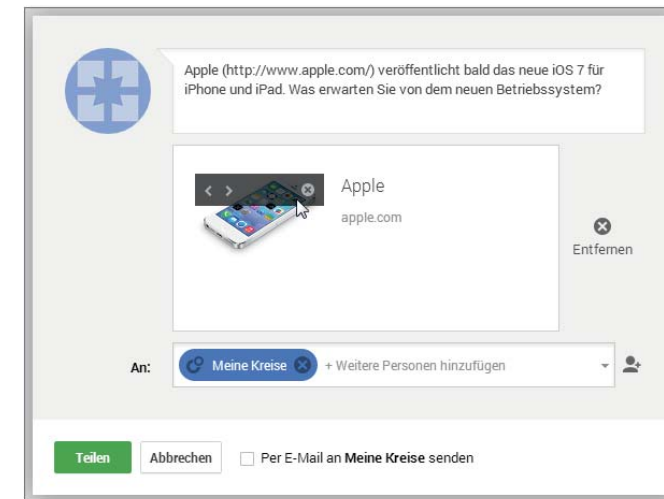 Apple (http://www.apple.com/) veröffentlicht bald das neue iOS 7 für
iPhone und iPad. Was erwarten Sie von dem neuen Betriebssystem?
Apple
apple.com
Entfernen
An:
Meine Kreise
+ Weitere Personen hinzufügen
Teilen
Abbrechen
Per E-Mail an Meine Kreise senden